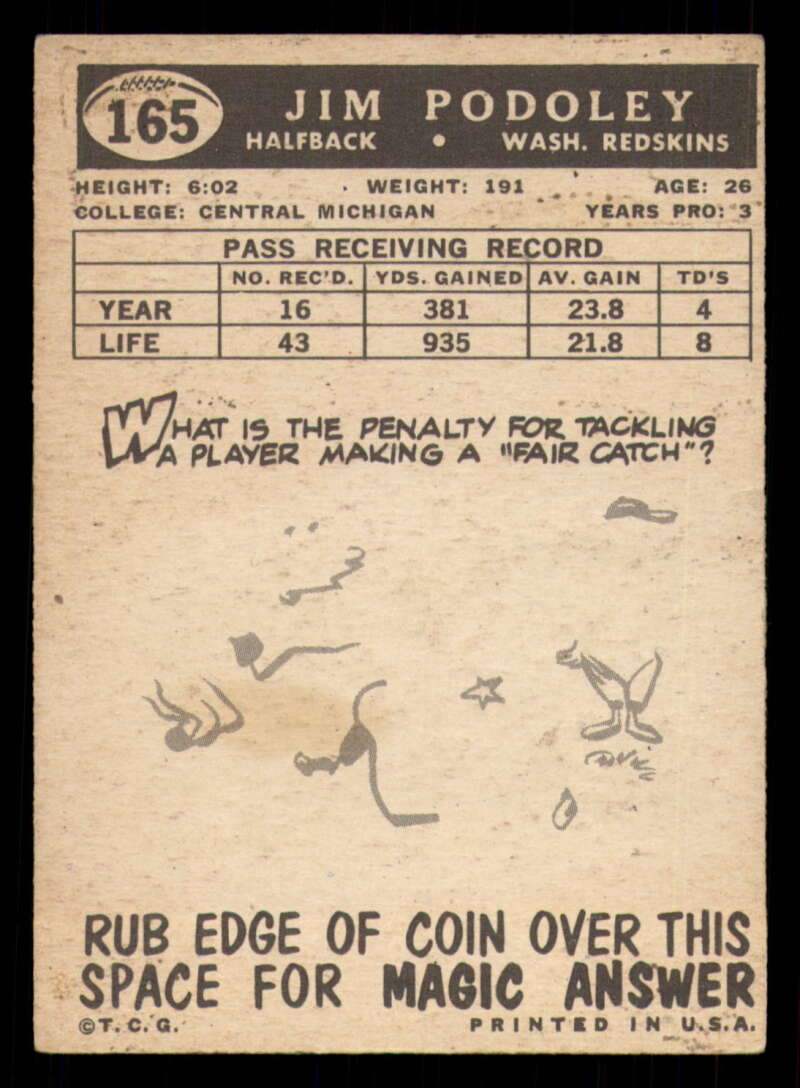 165
JIM PODOLEY
HALFBACK • WASH. REDSKINS
HEIGHT: 6:02 WEIGHT: 191 AGE: 26
COLLEGE: CENTRAL MICHIGAN YEARS PRO: 3
PASS RECEIVING RECORD
NO. REC'D. YDS. GAINED AV. GAIN TD'S
YEAR 16 381 23.8 4
LIFE 43 935 21.8 8
WHAT IS THE PENALTY FOR TACKLING
A PLAYER MAKING A "FAIR CATCH"?
RUB EDGE OF COIN OVER THIS
SPACE FOR MAGIC ANSWER
©T.C.G. PRINTED IN U.S.A.